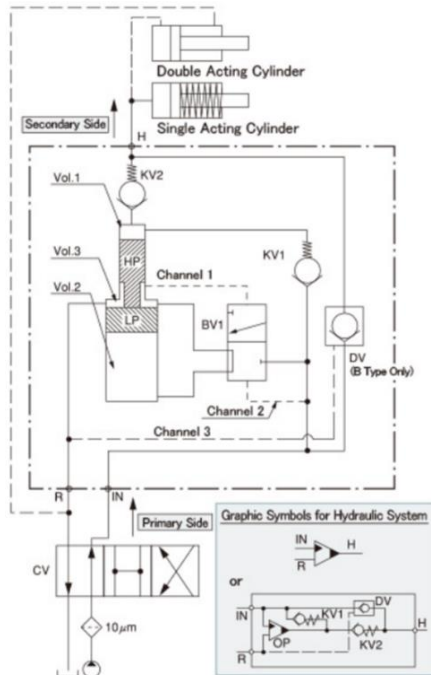 Double Acting Cylinder
Secondary Side
Single Acting Cylinder
H
Vol.1
KV2
Vol.3
HP
Channel 1
KV1
Vol.2
LP
BV1
DV
(B Type Only)
Channel 2
Channel 3
R
IN
Primary Side
CV
10μm
Graphic Symbols for Hydraulic System
IN
H
R
or
DV
IN
KV1
H
OP
KV2
R